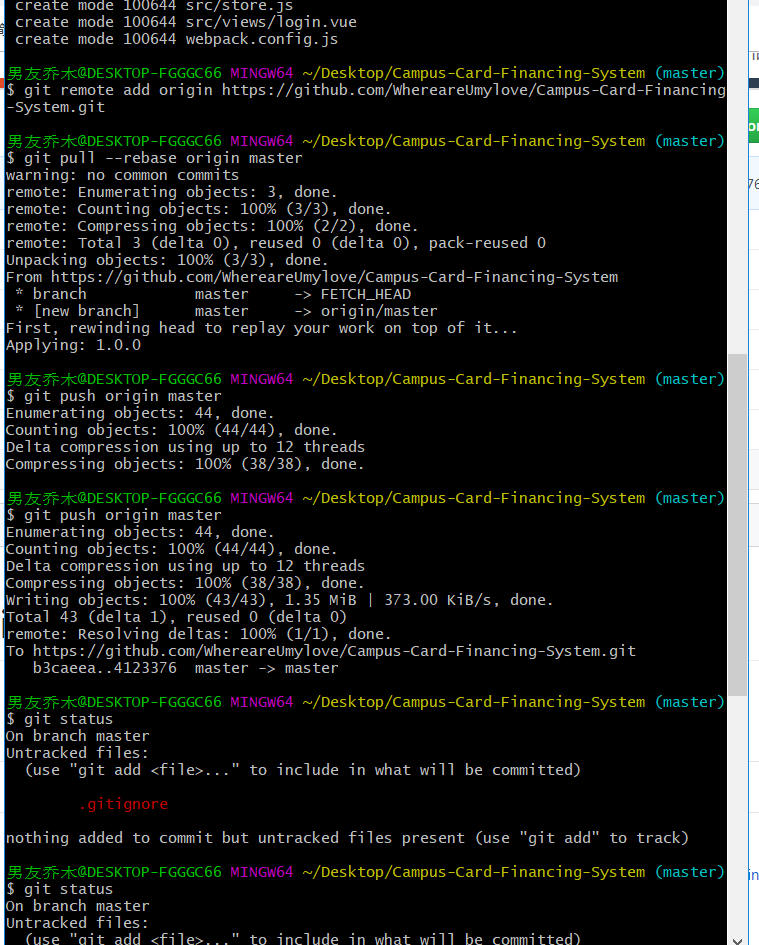 create mode 100644 src/store.js
create mode 100644 src/views/login.vue
create mode 100644 webpack.config.js
男友乔木@DESKTOP-FGGGC66 MINGW64 ~/Desktop/Campus-Card-Financing-System (master)
$ git remote add origin https://github.com/WhereareUmylove/Campus-Card-Financing
-System.git
男友乔木@DESKTOP-FGGGC66 MINGW64 ~/Desktop/Campus-Card-Financing-System (master)
$ git pull --rebase origin master
warning: no common commits
remote: Enumerating objects: 3, done.
remote: Counting objects: 100% (3/3), done.
remote: Compressing objects: 100% (2/2), done.
remote: Total 3 (delta 0), reused 0 (delta 0), pack-reused 0
Unpacking objects: 100% (3/3), done.
From https://github.com/WhereareUmylove/Campus-Card-Financing-System
* branch            master     -> FETCH_HEAD
* [new branch]      master     -> origin/master
First, rewinding head to replay your work on top of it...
Applying: 1.0.0
男友乔木@DESKTOP-FGGGC66 MINGW64 ~/Desktop/Campus-Card-Financing-System (master)
$ git push origin master
Enumerating objects: 44, done.
Counting objects: 100% (44/44), done.
Delta compression using up to 12 threads
Compressing objects: 100% (38/38), done.
男友乔木@DESKTOP-FGGGC66 MINGW64 ~/Desktop/Campus-Card-Financing-System (master)
$ git push origin master
Enumerating objects: 44, done.
Counting objects: 100% (44/44), done.
Delta compression using up to 12 threads
Compressing objects: 100% (38/38), done.
Writing objects: 100% (43/43), 1.35 MiB | 373.00 KiB/s, done.
Total 43 (delta 1), reused 0 (delta 0)
remote: Resolving deltas: 100% (1/1), done.
To https://github.com/WhereareUmylove/Campus-Card-Financing-System.git
b3caeea..4123376  master -> master
男友乔木@DESKTOP-FGGGC66 MINGW64 ~/Desktop/Campus-Card-Financing-System (master)
$ git status
On branch master
Untracked files:
(use "git add <file>..." to include in what will be committed)
.gitignore
nothing added to commit but untracked files present (use "git add" to track)
男友乔木@DESKTOP-FGGGC66 MINGW64 ~/Desktop/Campus-Card-Financing-System (master)
$ git status
On branch master
Untracked files:
(use "git add <file>..." to include in what will be committed)